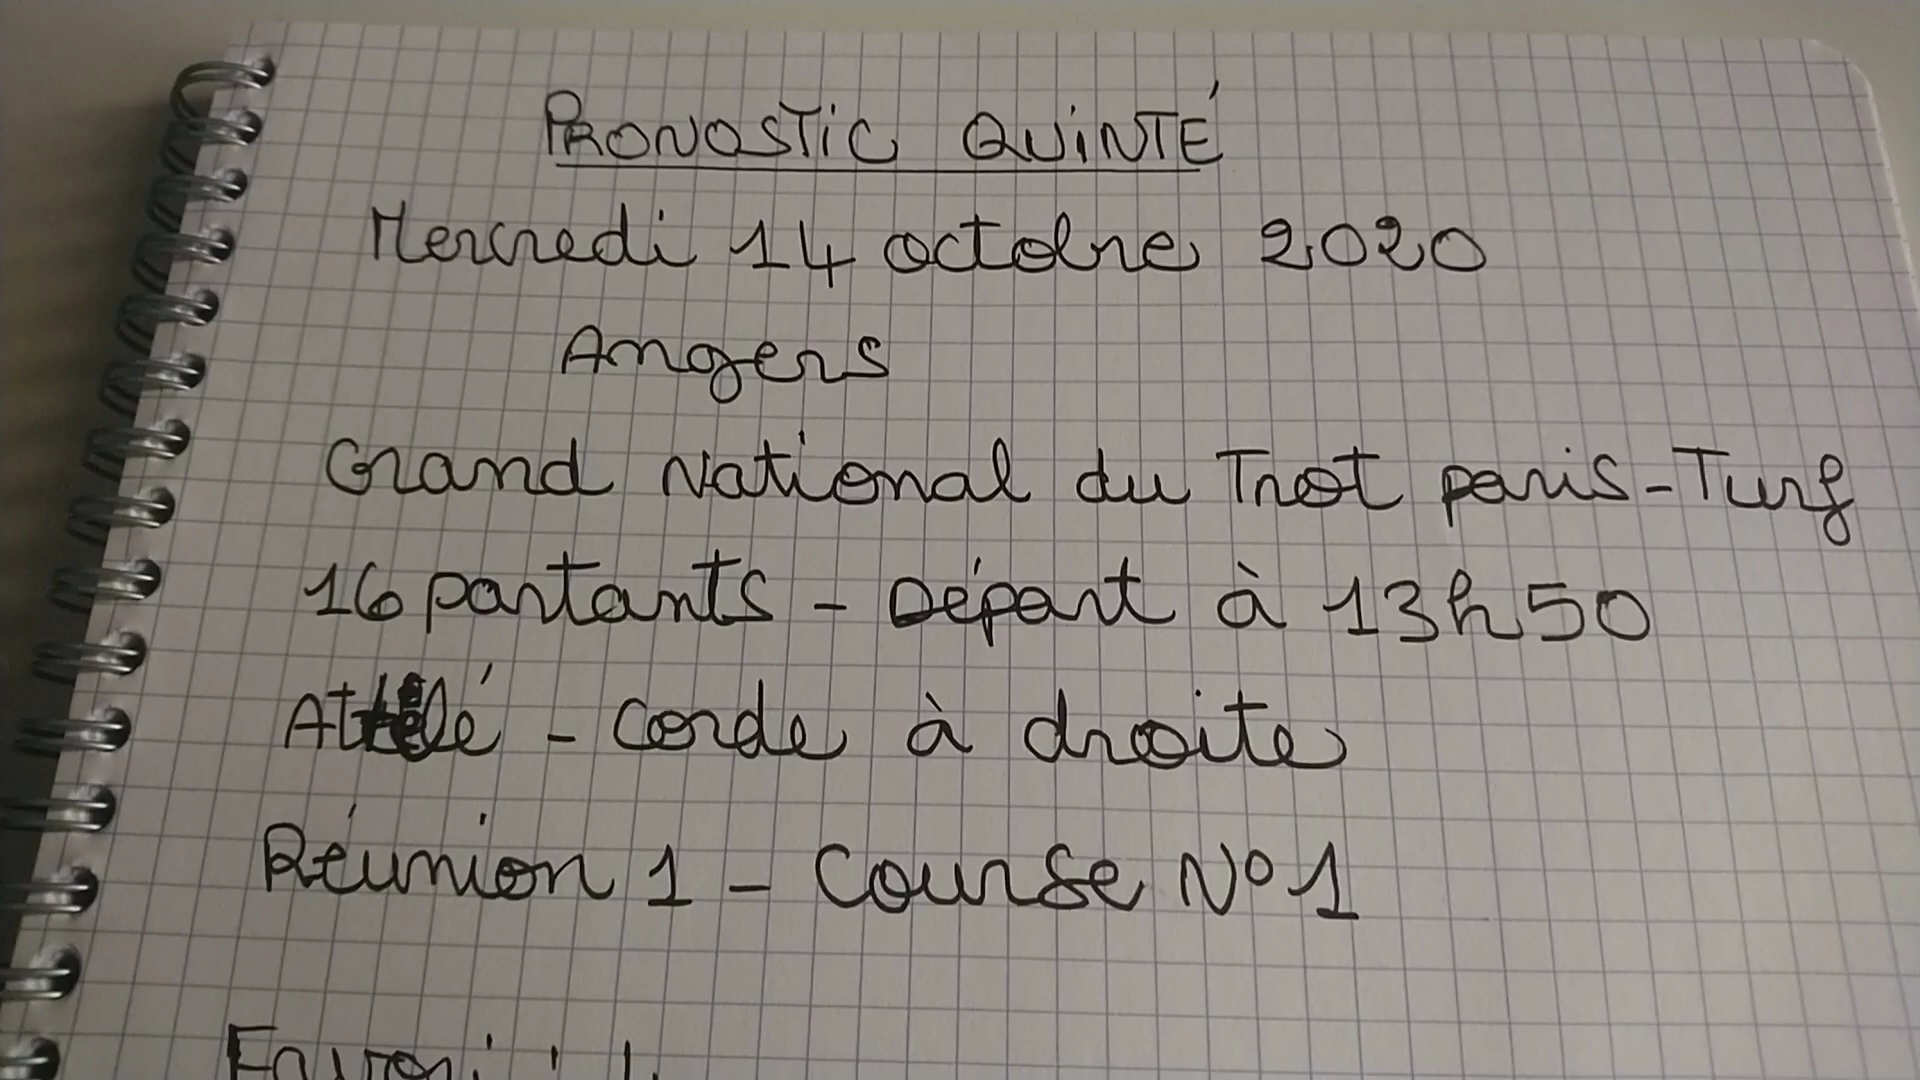 PRONOSTIC QUINTÉ
Mercredi 14 octobre 2020
Angers
Grand National du Trot paris-Turf
16 partants - Départ à 13h50
Attelé - Corde à droite
Réunion 1 - Course N°1
Favori :